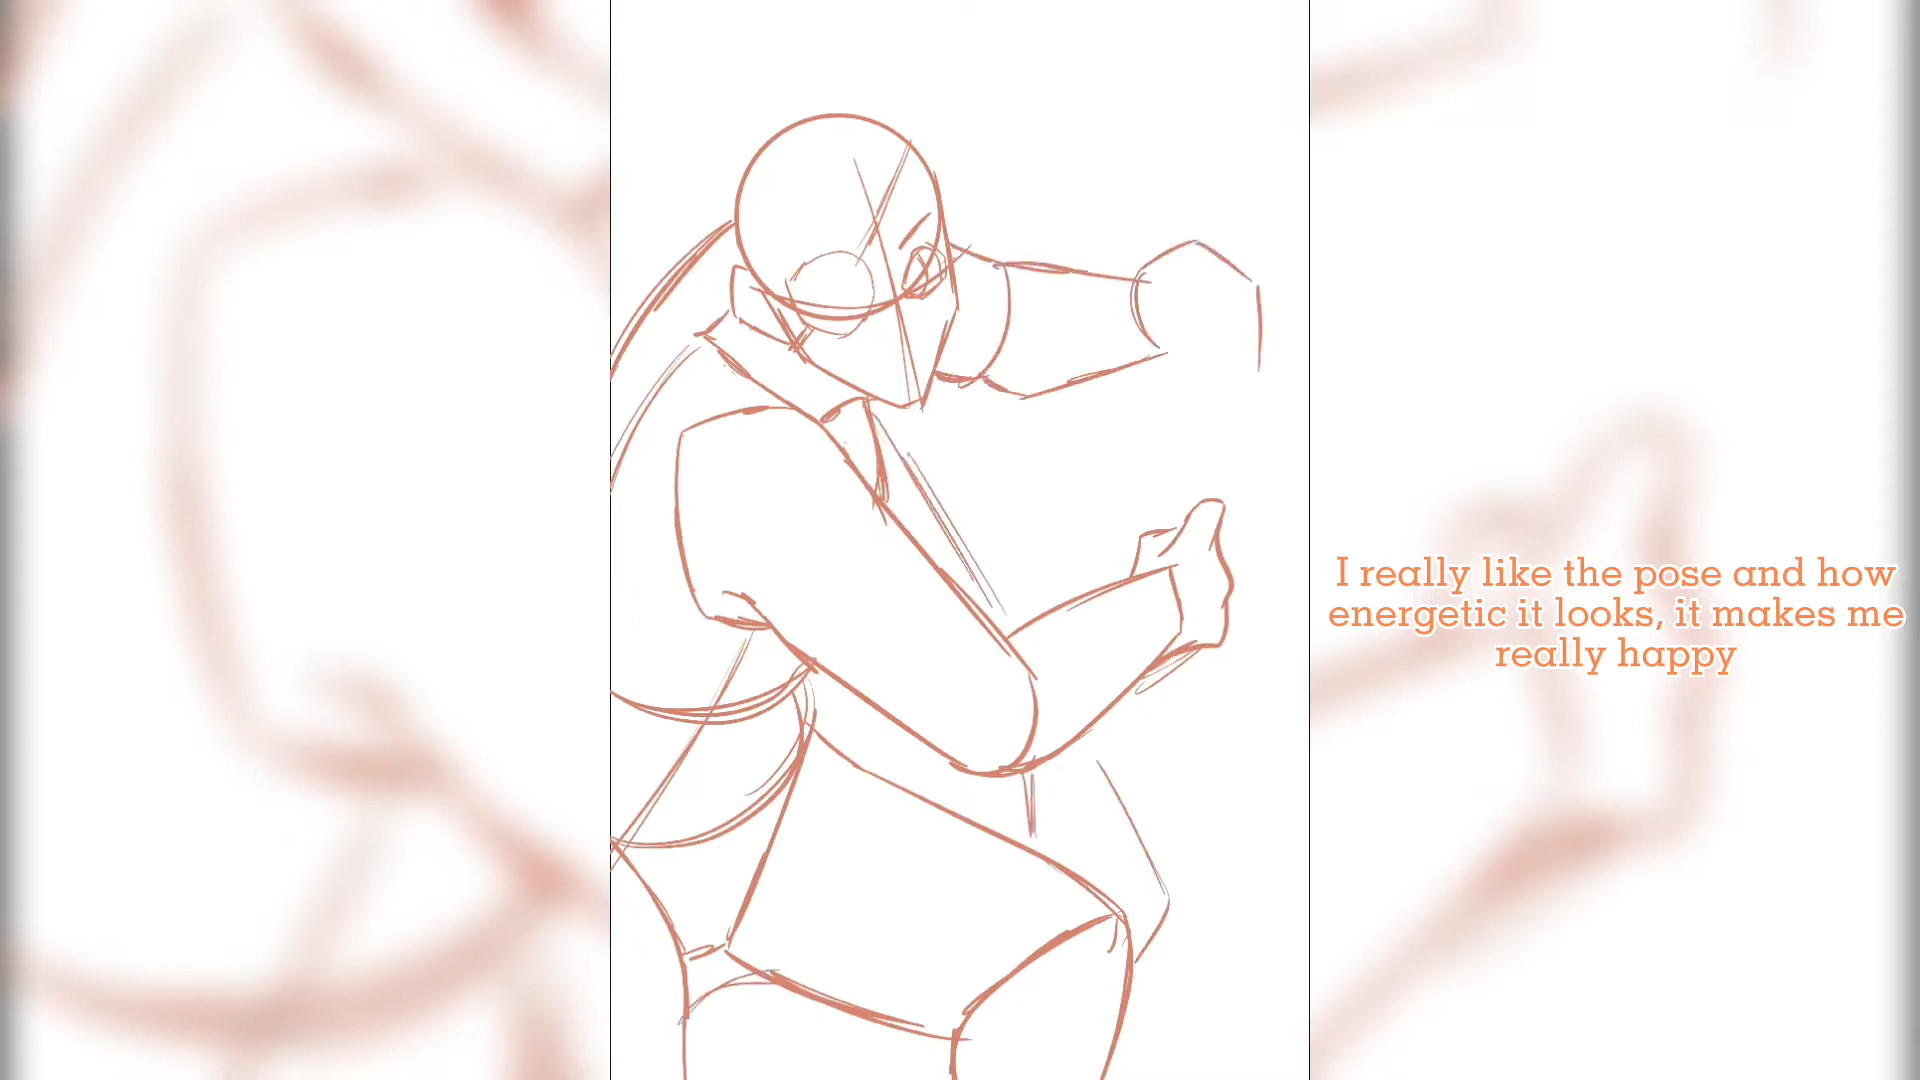 I really like the pose and how
energetic it looks, it makes me
really happy